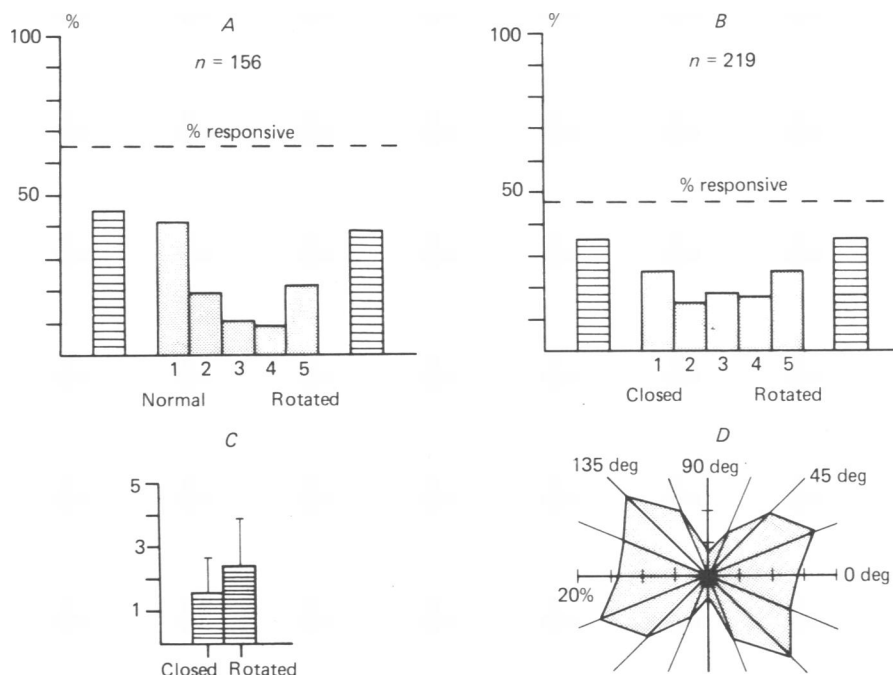 A
%
100
n = 156
% responsive
50
1 2 3 4 5
Normal Rotated
B
%
100
n = 219
% responsive
50
1 2 3 4 5
Closed Rotated
C
5
3
1
Closed Rotated
D
135 deg 90 deg 45 deg
0 deg
20%